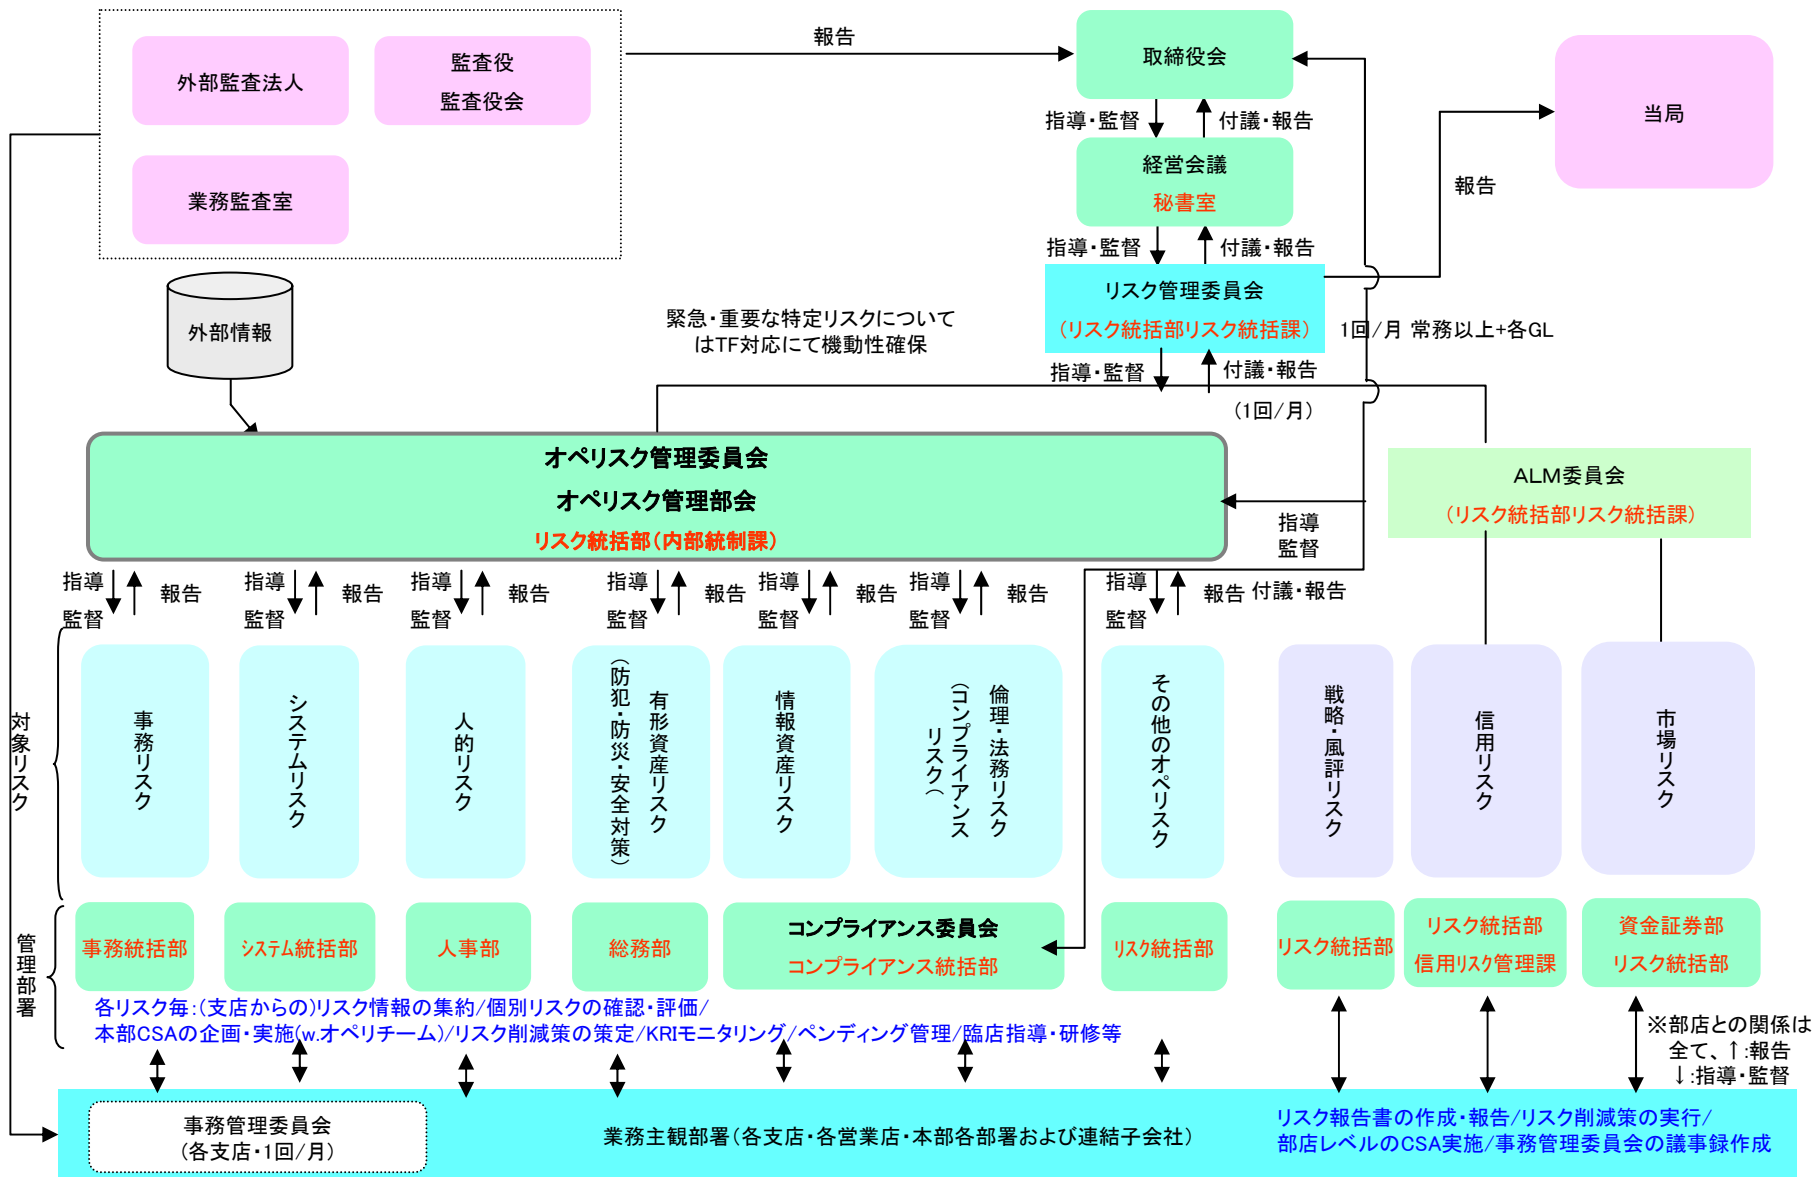 外部監査法人
監査役
監査役会
業務監査室
報告
取締役会
指導・監督
付議・報告
経営会議
秘書室
指導・監督
付議・報告
リスク管理委員会
（リスク統括部リスク統括課）
1回/月 常務以上+各GL
指導・監督
付議・報告
（1回/月）
当局
報告
外部情報
緊急・重要な特定リスクについて
はTF対応にて機動性確保
オペリスク管理委員会
オペリスク管理部会
リスク統括部（内部統制課）
指導
監督
付議・報告
ALM委員会
（リスク統括部リスク統括課）
指導
監督
報告
指導
監督
報告
指導
監督
報告
指導
監督
報告
指導
監督
報告
指導
監督
報告
指導
監督
報告
対象リスク
事務リスク
システムリスク
人的リスク
有形資産リスク
（防犯・防災・安全対策）
情報資産リスク
倫理・法務リスク
（コンプライアンス
リスク（
その他のオペリスク
戦略・風評リスク
信用リスク
市場リスク
管理部署
事務統括部
システム統括部
人事部
総務部
コンプライアンス委員会
コンプライアンス統括部
リスク統括部
リスク統括部
リスク統括部
信用リスク管理課
資金証券部
リスク統括部
各リスク毎：(支店からの)リスク情報の集約/個別リスクの確認・評価/
本部CSAの企画・実施(w.オペリチーム)/リスク削減策の策定/KRIモニタリング/ペンディング管理/臨店指導・研修等
※部店との関係は
全て、↑：報告
↓：指導・監督
事務管理委員会
（各支店・1回/月）
業務主観部署（各支店・各営業店・本部各部署および連結子会社）
リスク報告書の作成・報告/リスク削減策の実行/
部店レベルのCSA実施/事務管理委員会の議事録作成